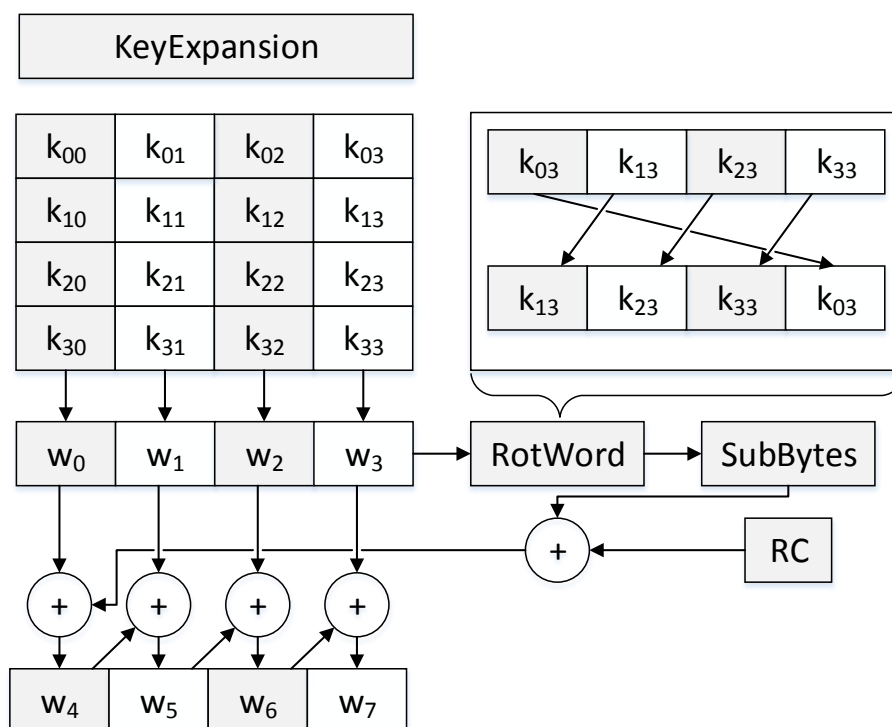 KeyExpansion
k00 k01 k02 k03
k10 k11 k12 k13
k20 k21 k22 k23
k30 k31 k32 k33
k03 k13 k23 k33
k13 k23 k33 k03
w0 w1 w2 w3
RotWord
SubBytes
+
RC
+ + + +
w4 w5 w6 w7